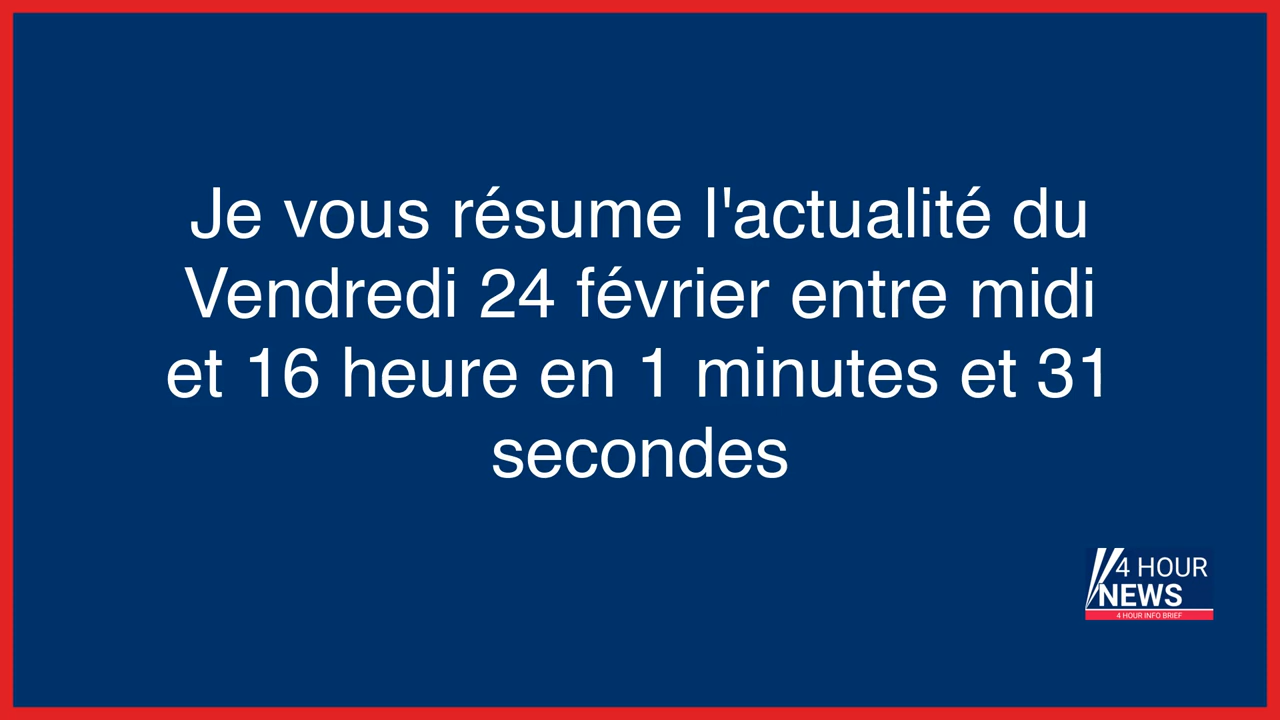 Je vous résume l'actualité du
Vendredi 24 février entre midi
et 16 heure en 1 minutes et 31
secondes
4 HOUR
NEWS
4 HOUR INFO BRIEF